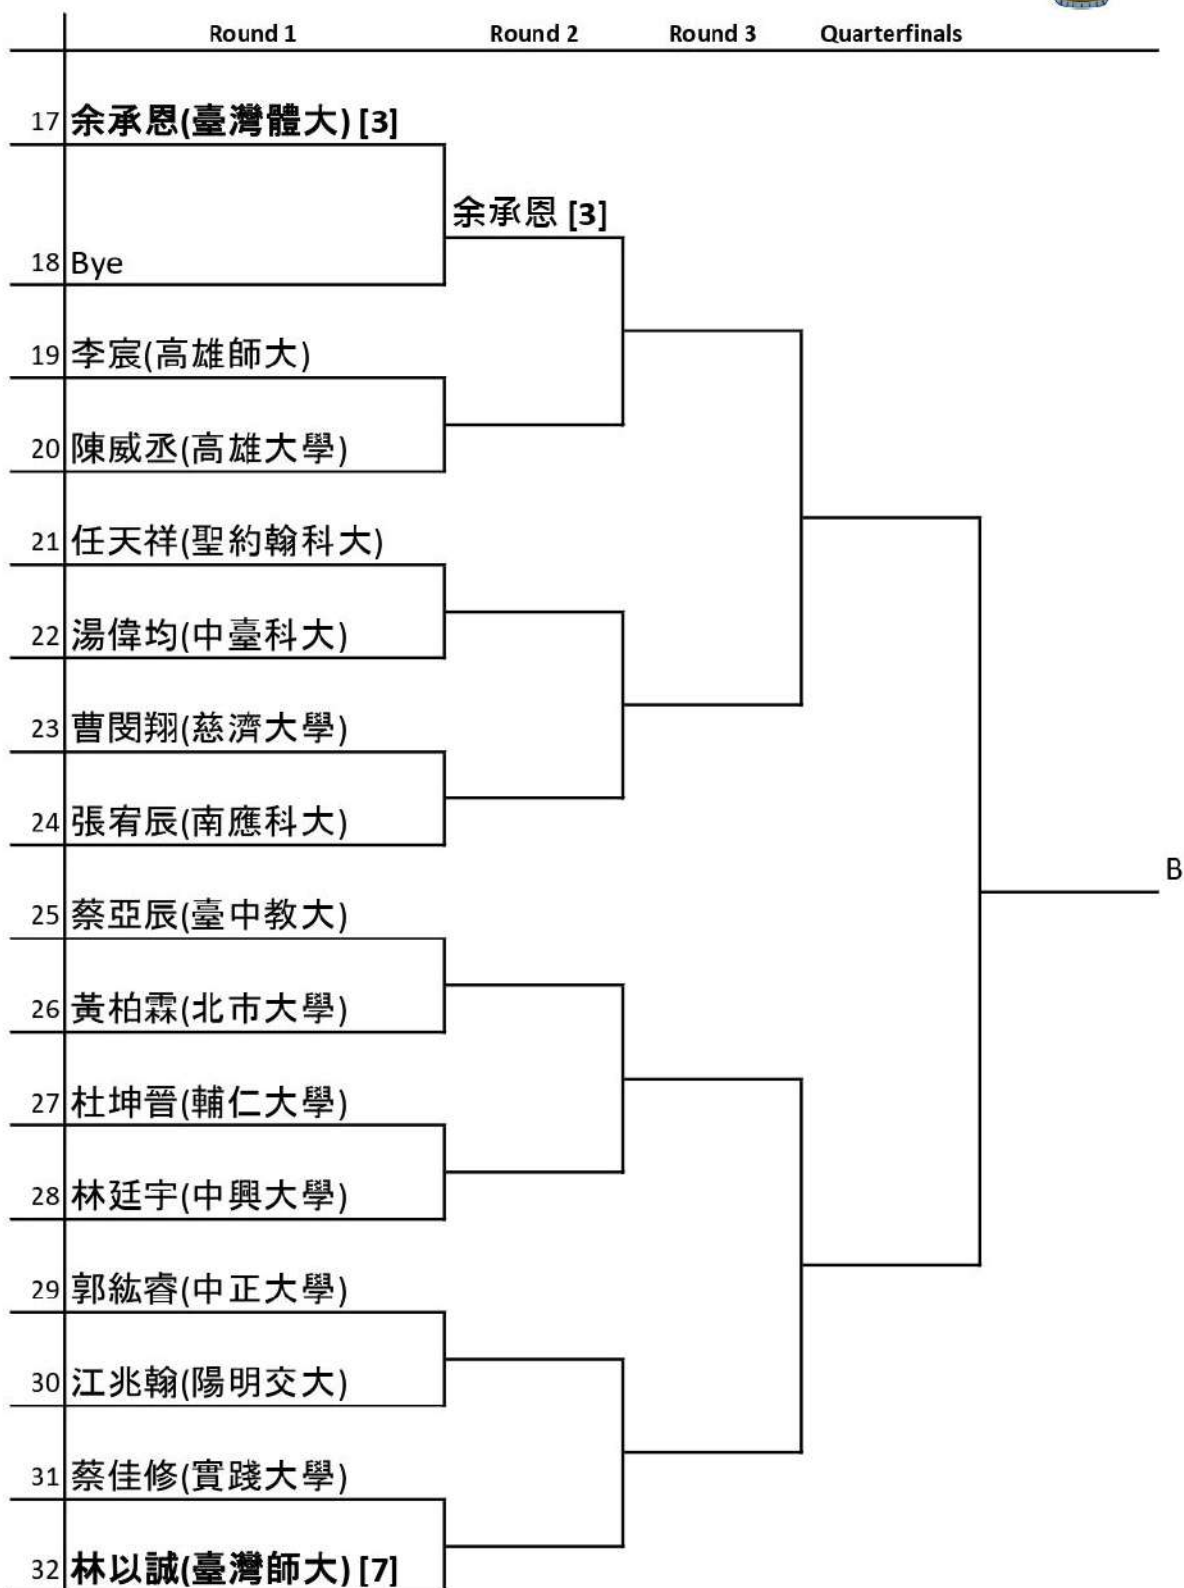 Round 1 Round 2 Round 3 Quarterfinals
17 余承恩(臺灣體大) [3]
余承恩 [3]
18 Bye
19 李宸(高雄師大)
20 陳威丞(高雄大學)
21 任天祥(聖約翰科大)
22 湯偉均(中臺科大)
23 曹閔翔(慈濟大學)
24 張宥辰(南應科大)
B
25 蔡亞辰(臺中教大)
26 黃柏霖(北市大學)
27 杜坤晉(輔仁大學)
28 林廷宇(中興大學)
29 郭紘睿(中正大學)
30 江兆翰(陽明交大)
31 蔡佳修(實踐大學)
32 林以誠(臺灣師大) [7]